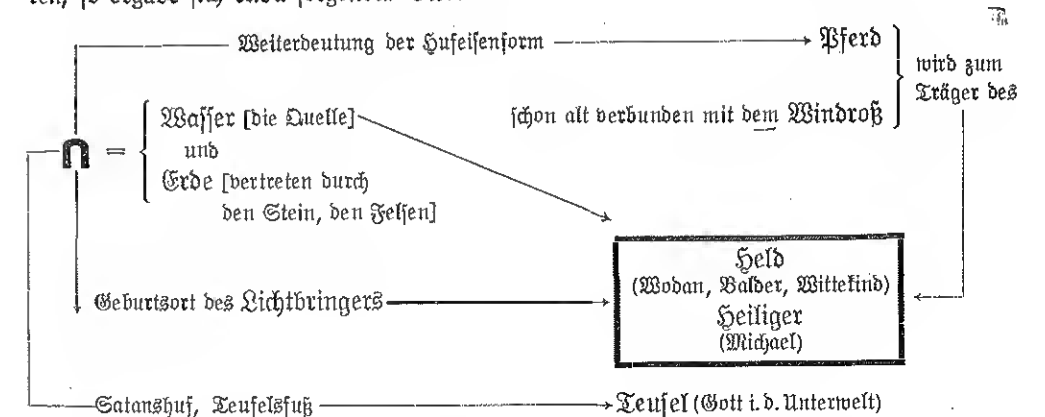 Weiterdeutung der Hufeisenform Pferd
wird zum
Träger des
schon alt verbunden mit dem Windroß
∩ = Wasser [die Quelle]
und
Erde [vertreten durch
den Stein, den Felsen]
Held
(Wodan, Balder, Wittekind)
Geburtsort des Lichtbringers
Heiliger
(Michael)
Satanshuf, Teufelsfuß Teufel (Gott i. d. Unterwelt)